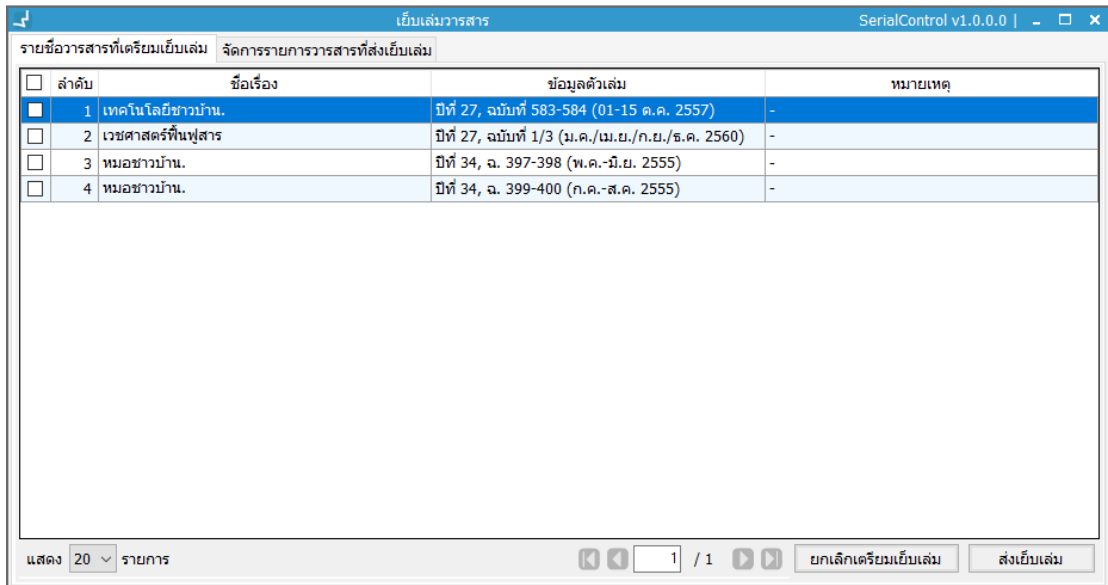 เย็บเล่มวารสาร SerialControl v1.0.0.0 |
รายชื่อวารสารที่เตรียมเย็บเล่ม จัดการรายการวารสารที่ส่งเย็บเล่ม
ลำดับ ชื่อเรื่อง ข้อมูลตัวเล่ม หมายเหตุ
1 เทคโนโลยีชาวบ้าน. ปีที่ 27, ฉบับที่ 583-584 (01-15 ต.ค. 2557) -
2 เวชศาสตร์ฟื้นฟูสาร ปีที่ 27, ฉบับที่ 1/3 (ม.ค./เม.ย./ก.ย./ธ.ค. 2560) -
3 หมอชาวบ้าน. ปีที่ 34, ฉ. 397-398 (พ.ค.-มิ.ย. 2555) -
4 หมอชาวบ้าน. ปีที่ 34, ฉ. 399-400 (ก.ค.-ส.ค. 2555) -
แสดง 20 รายการ 1 / 1 ยกเลิกเตรียมเย็บเล่ม ส่งเย็บเล่ม